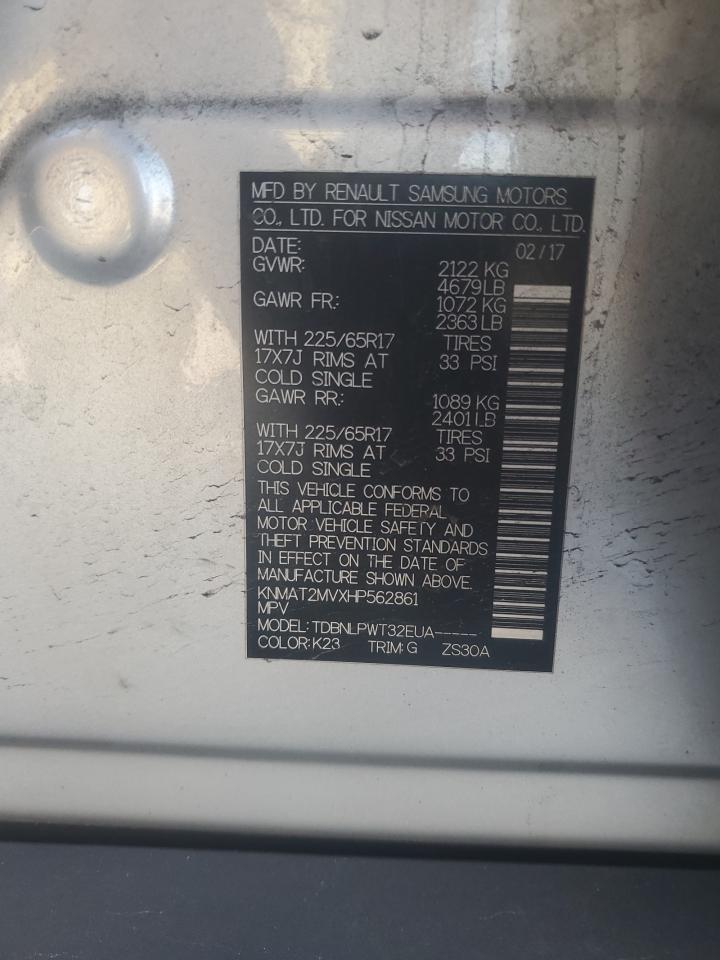 MFD BY RENAULT SAMSUNG MOTORS
CO., LTD. FOR NISSAN MOTOR CO., LTD.
DATE: 02/17
GVWR: 2122 KG
4679 LB
GAWR FR.: 1072 KG
2363 LB
WITH 225/65R17 TIRES
17X7J RIMS AT 33 PSI
COLD SINGLE
GAWR RR.: 1089 KG
2401 LB
WITH 225/65R17 TIRES
17X7J RIMS AT 33 PSI
COLD SINGLE
THIS VEHICLE CONFORMS TO
ALL APPLICABLE FEDERAL
MOTOR VEHICLE SAFETY AND
THEFT PREVENTION STANDARDS
IN EFFECT ON THE DATE OF
MANUFACTURE SHOWN ABOVE.
KNMAT2MVXHP562861
MPV
MODEL: TDBNLPWT32EUA-----
COLOR: K23 TRIM: G ZS30A